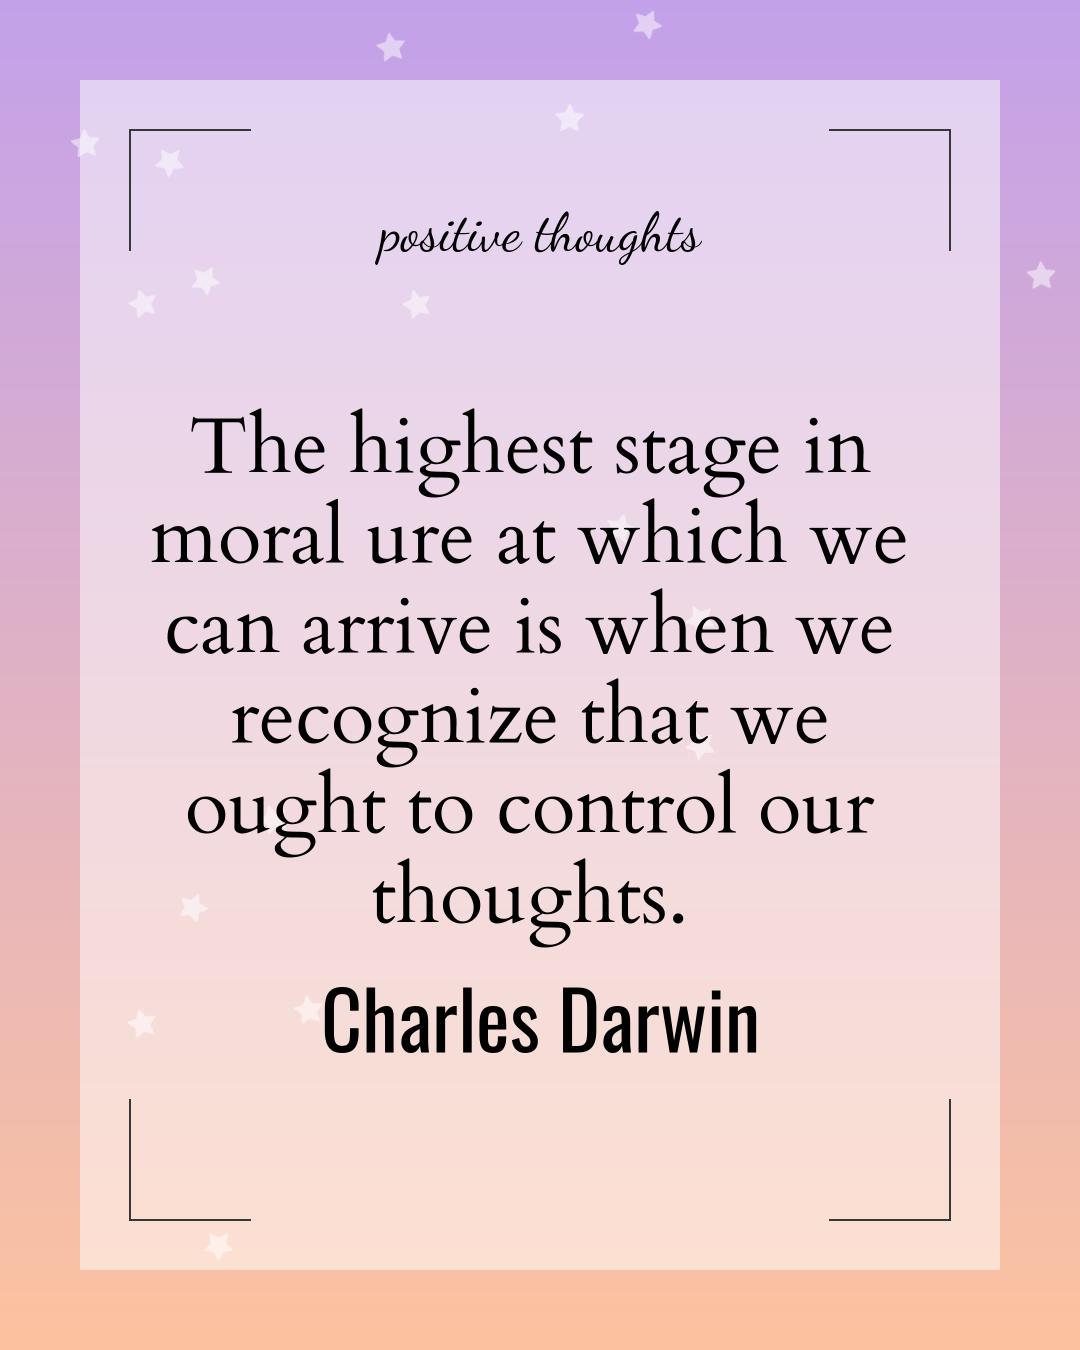 positive thoughts
The highest stage in
moral ure at which we
can arrive is when we
recognize that we
ought to control our
thoughts.
Charles Darwin